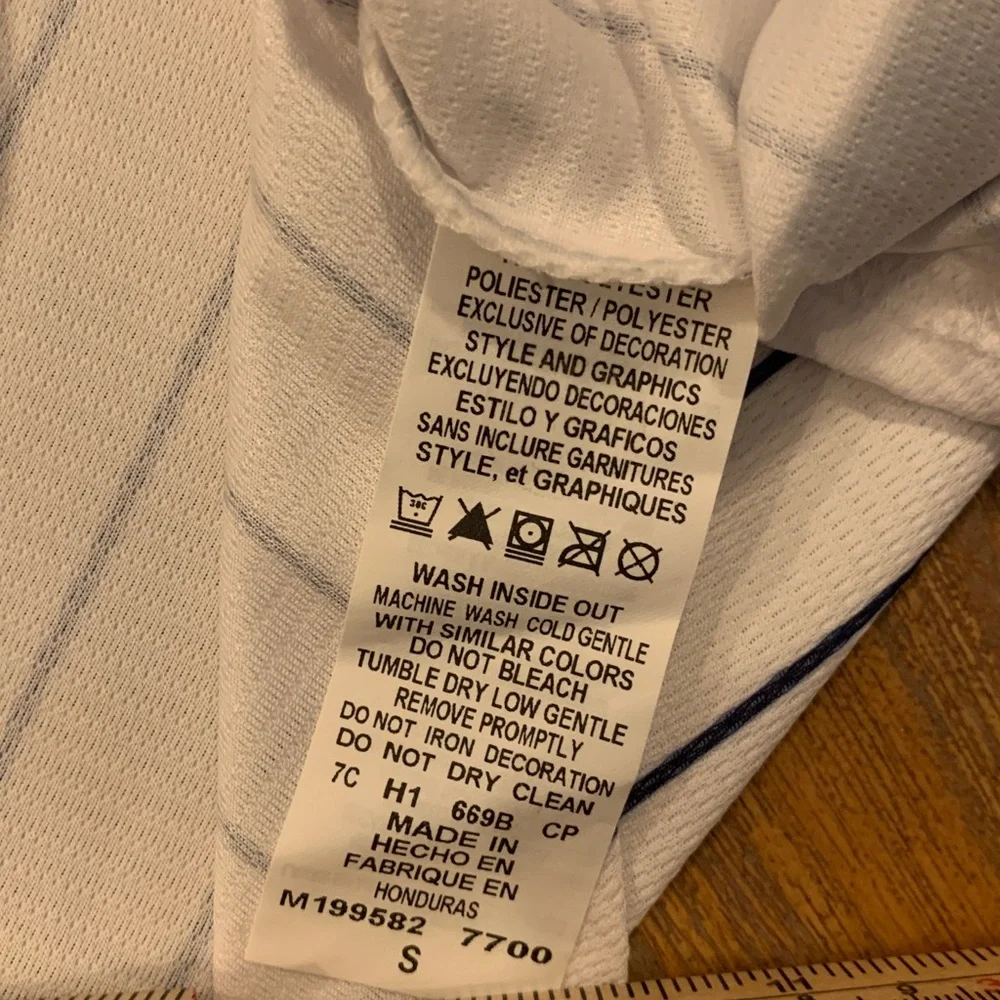 POLYESTER
POLIESTER / POLYESTER
EXCLUSIVE OF DECORATION
STYLE AND GRAPHICS
EXCLUYENDO DECORACIONES
ESTILO Y GRAFICOS
SANS INCLURE GARNITURES
STYLE, et GRAPHIQUES
30C
WASH INSIDE OUT
MACHINE WASH COLD GENTLE
WITH SIMILAR COLORS
DO NOT BLEACH
TUMBLE DRY LOW GENTLE
REMOVE PROMPTLY
DO NOT IRON DECORATION
DO NOT DRY CLEAN
7C H1 669B CP
MADE IN
HECHO EN
FABRIQUE EN
HONDURAS
M199582 7700
S